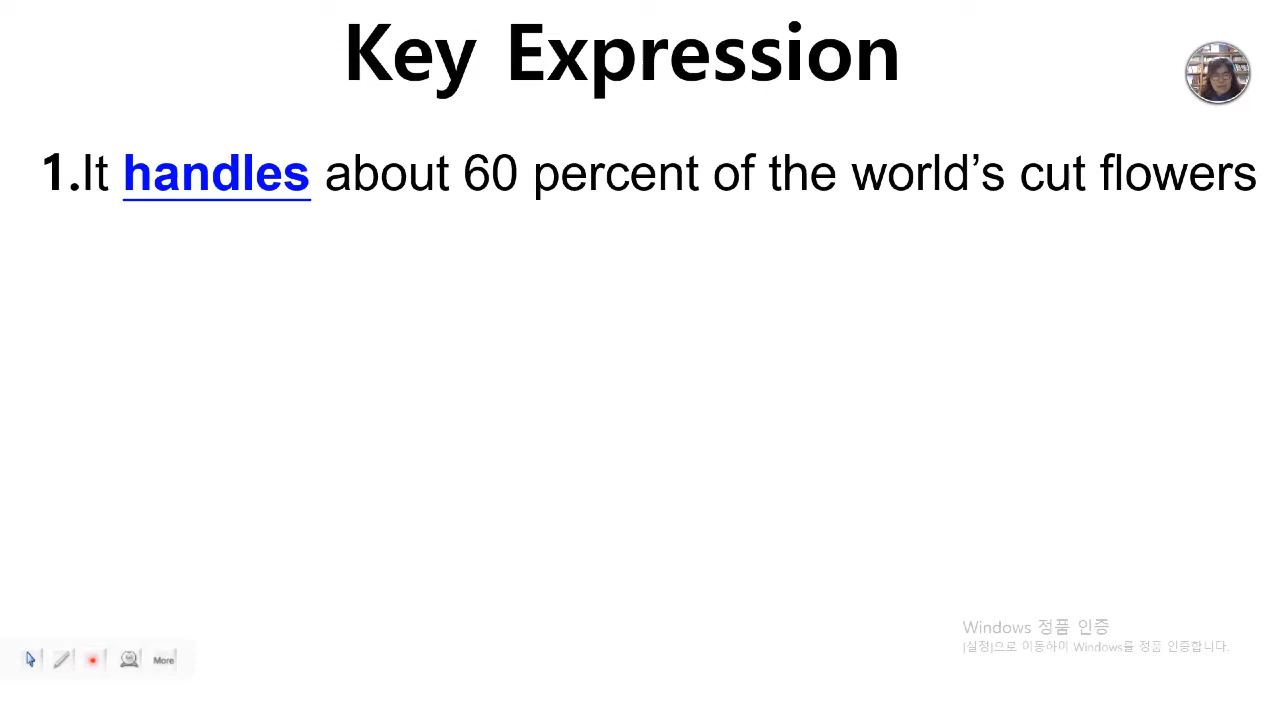 Key Expression
1.It handles about 60 percent of the world’s cut flowers
Windows 정품 인증
[설정]으로 이동하여 Windows를 정품 인증합니다.
More